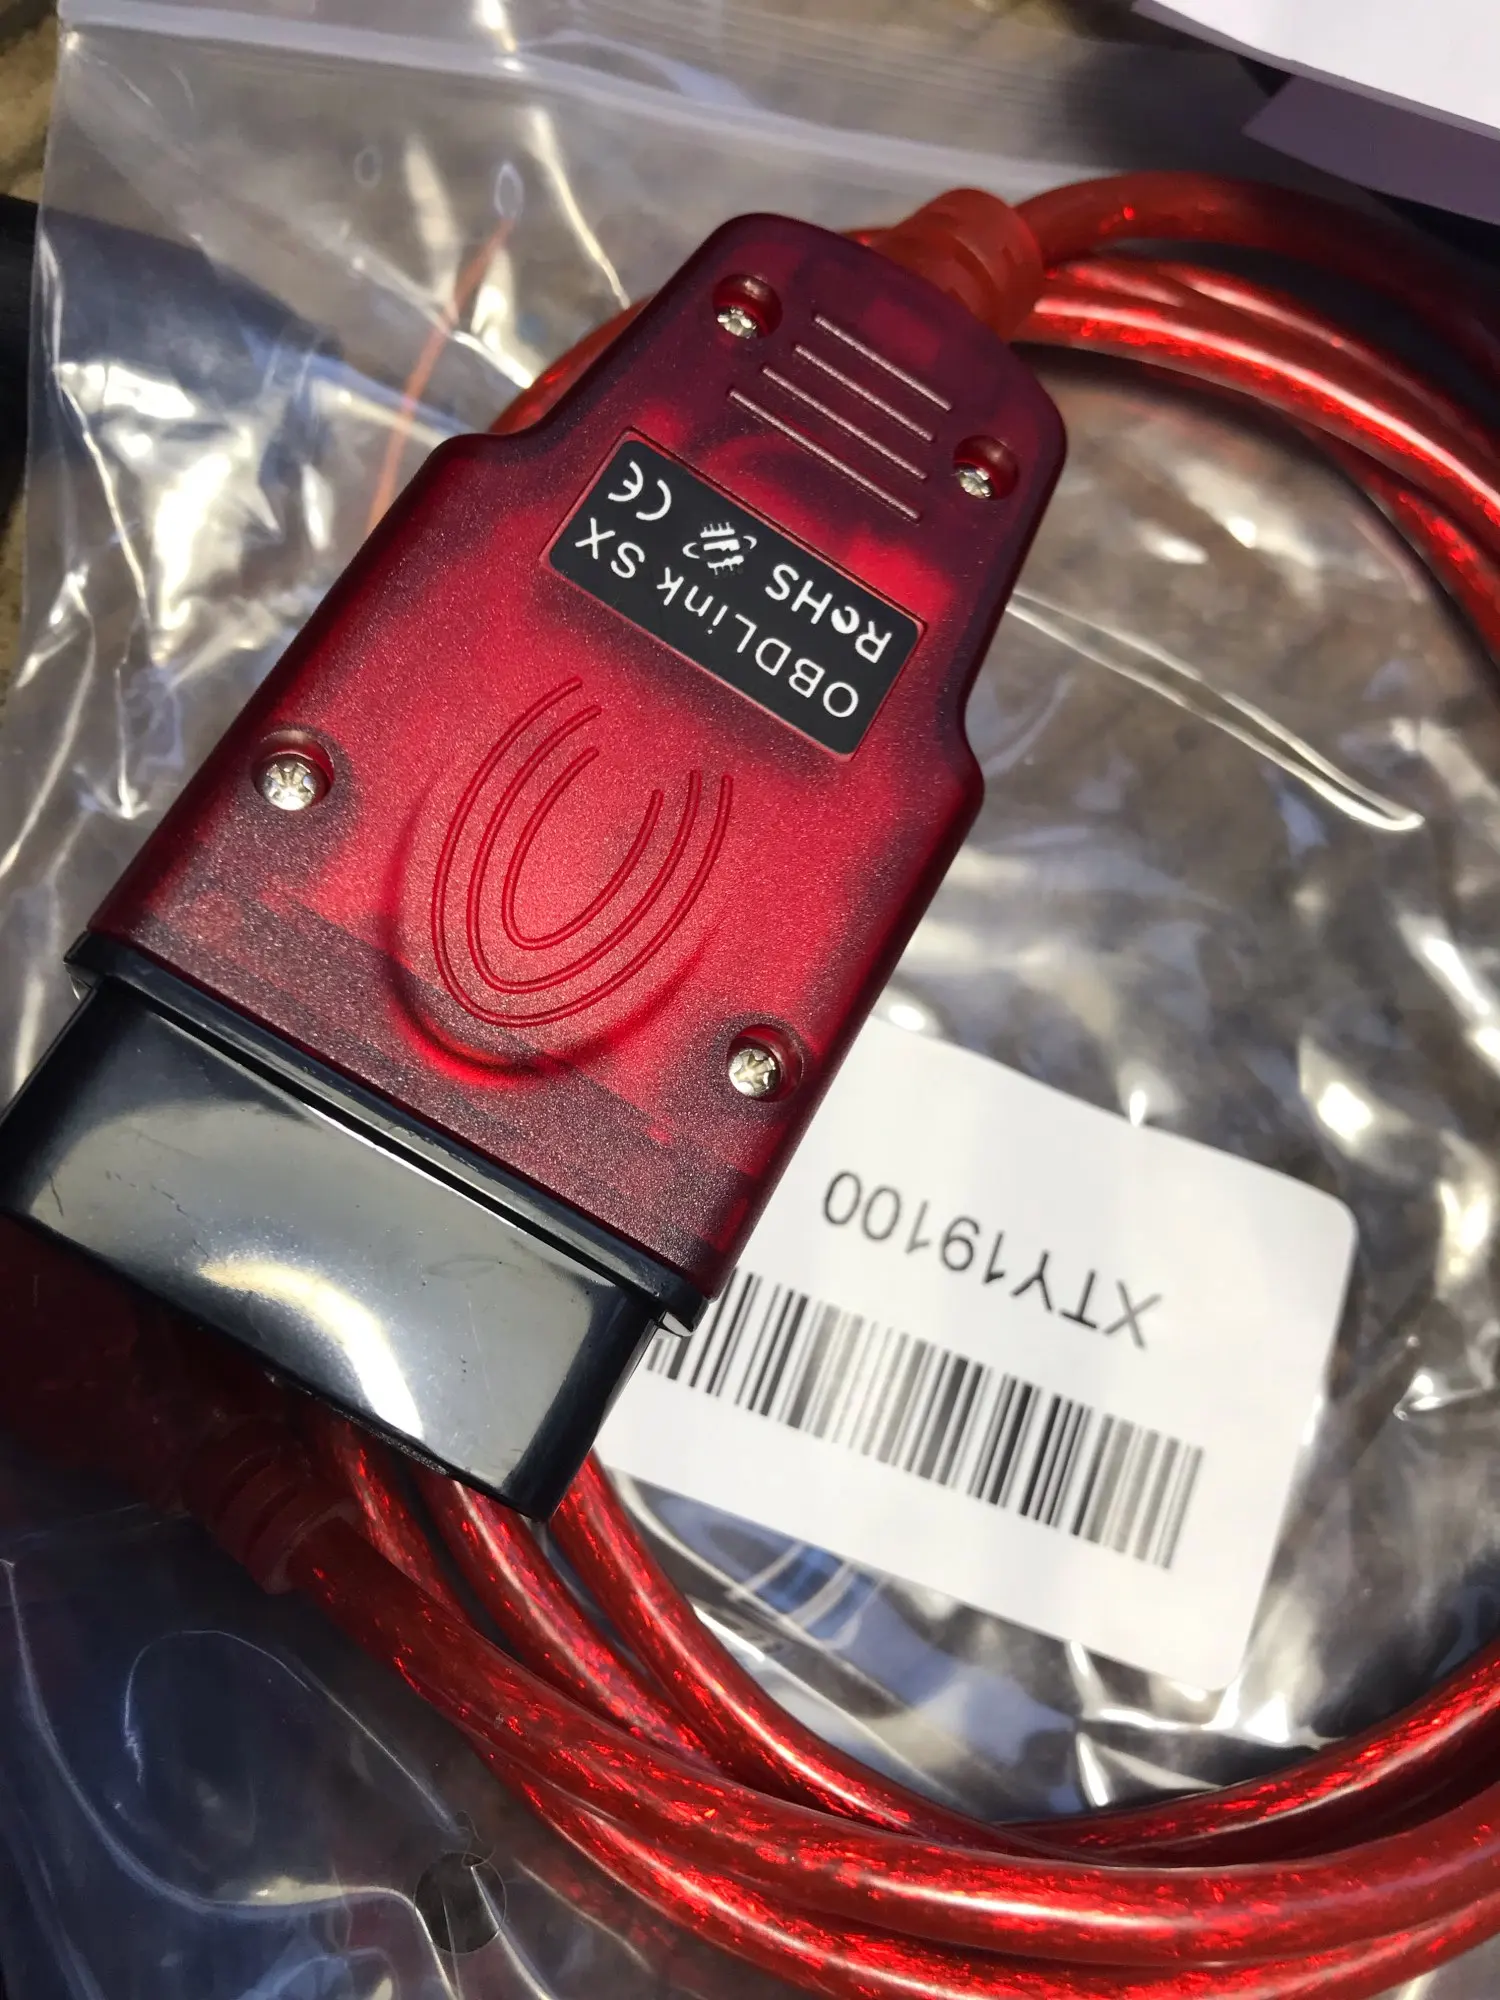 OBDLink SX
RoHS CE
XTY19100